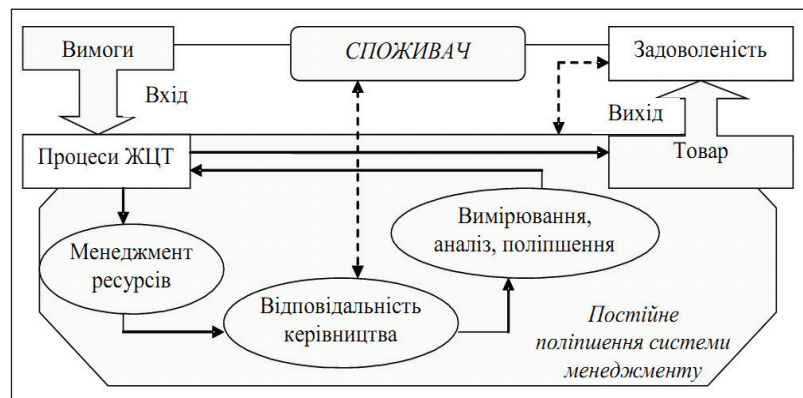 Вимоги
СПОЖИВАЧ
Задоволеність
Вхід
Вихід
Процеси ЖЦТ
Товар
Вимірювання,
аналіз, поліпшення
Менеджмент
ресурсів
Відповідальність
керівництва
Постійне
поліпшення системи
менеджменту